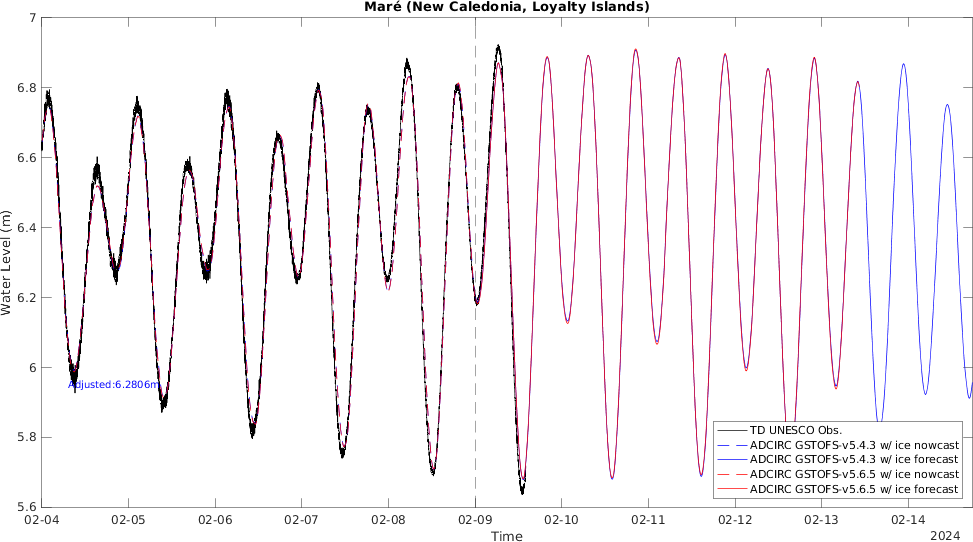 Maré (New Caledonia, Loyalty Islands)
7
6.8
6.6
6.4
6.2
6
5.8
5.6
Water Level (m)
Adjusted:6.2806m
TD UNESCO Obs.
ADCIRC GSTOFS-v5.4.3 w/ ice nowcast
ADCIRC GSTOFS-v5.4.3 w/ ice forecast
ADCIRC GSTOFS-v5.6.5 w/ ice nowcast
ADCIRC GSTOFS-v5.6.5 w/ ice forecast
02-04 02-05 02-06 02-07 02-08 02-09 02-10 02-11 02-12 02-13 02-14
Time
2024